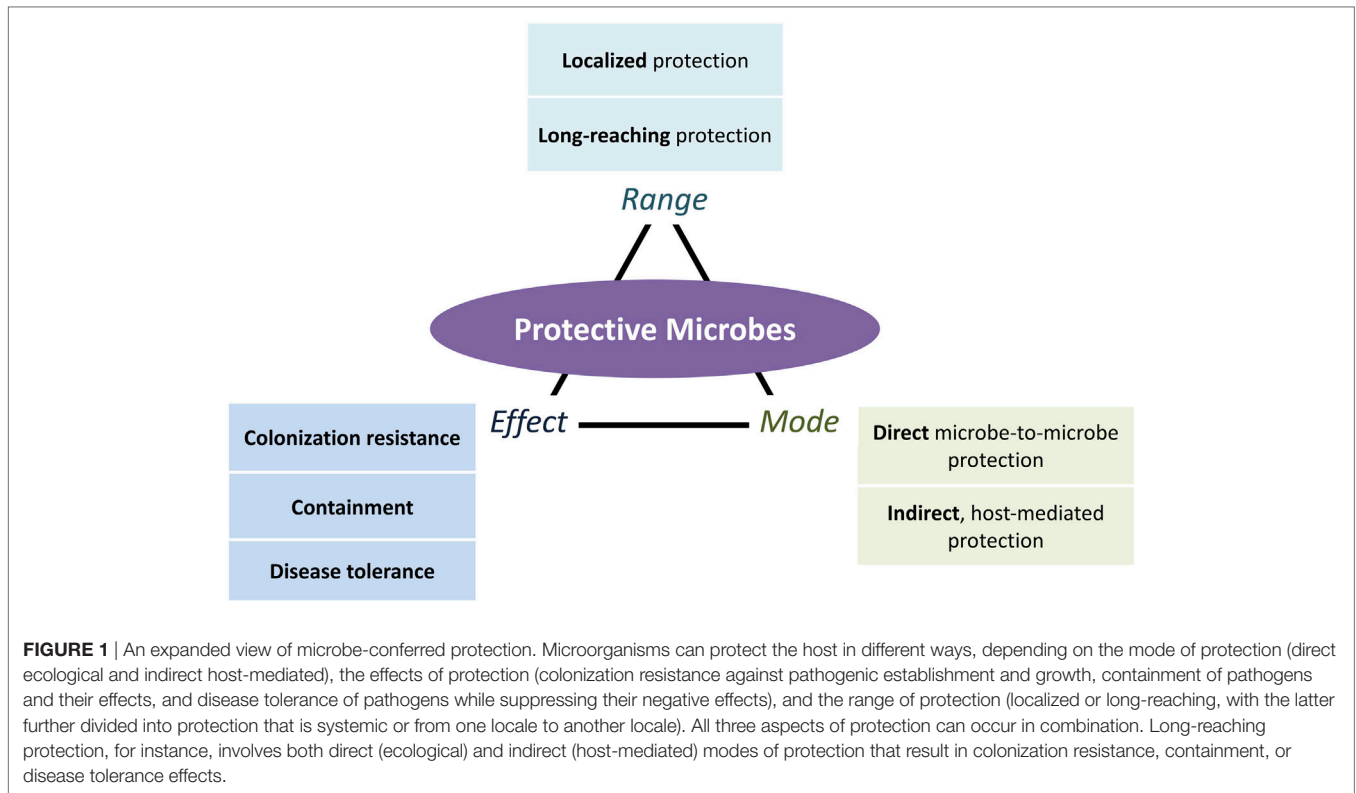 Localized protection
Long-reaching protection
Range
Protective Microbes
Effect
Mode
Colonization resistance
Containment
Disease tolerance
Direct microbe-to-microbe
protection
Indirect, host-mediated
protection
FIGURE 1 | An expanded view of microbe-conferred protection. Microorganisms can protect the host in different ways, depending on the mode of protection (direct
ecological and indirect host-mediated), the effects of protection (colonization resistance against pathogenic establishment and growth, containment of pathogens
and their effects, and disease tolerance of pathogens while suppressing their negative effects), and the range of protection (localized or long-reaching, with the latter
further divided into protection that is systemic or from one locale to another locale). All three aspects of protection can occur in combination. Long-reaching
protection, for instance, involves both direct (ecological) and indirect (host-mediated) modes of protection that result in colonization resistance, containment, or
disease tolerance effects.